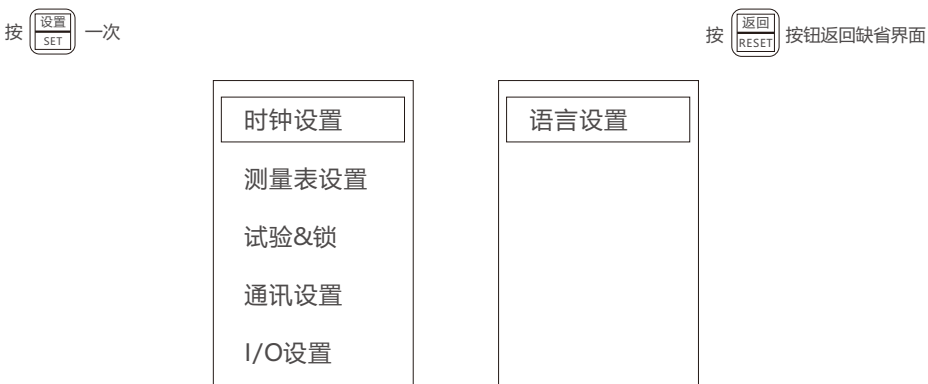 按 设置 SET 一次
按 返回 RESET 按钮返回缺省界面
时钟设置
测量表设置
试验&锁
通讯设置
I/O设置
语言设置